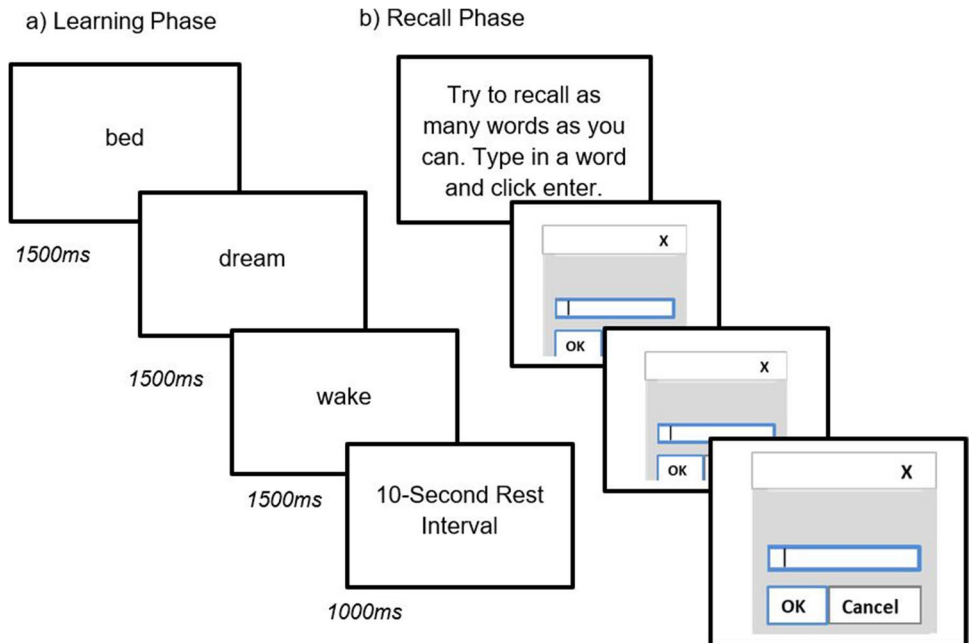 a) Learning Phase
bed
1500ms
dream
1500ms
wake
1500ms
10-Second Rest
Interval
1000ms
b) Recall Phase
Try to recall as
many words as you
can. Type in a word
and click enter.
X
OK
X
OK
X
OK Cancel